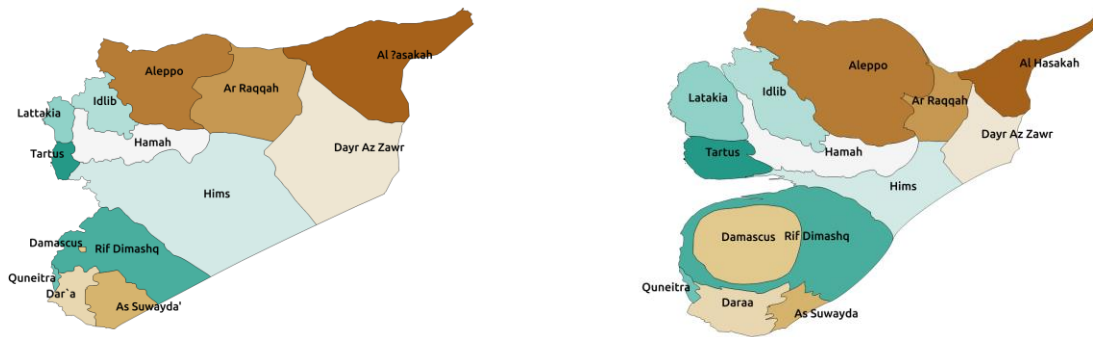 Al ?asakah
Aleppo
Ar Raqqah
Idlib
Lattakia
Hamah
Dayr Az Zawr
Tartus
Hims
Damascus
Rif Dimashq
Quneitra
Dar`a
As Suwayda'
Aleppo
Al Hasakah
Idlib
Latakia
Ar Raqqah
Dayr Az Zawr
Hamah
Tartus
Hims
Damascus
Rif Dimashq
Quneitra
Daraa
As Suwayda